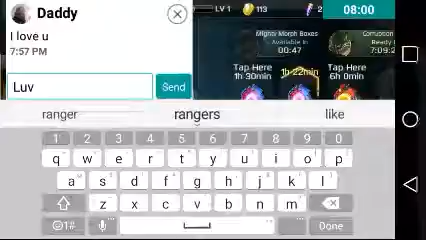 Daddy
I love u
7:57 PM
Luv
Send
LV 1
113
2
08:00
Mighty Morph Boxes
Available In
00:47
Corruption
Ready
7:09:2
Tap Here
1h 30min
1h 22min
Tap Here
6h 0min
ranger
rangers
like
1 2 3 4 5 6 7 8 9 0
q w e r t y u i o p
a s d f g h j k l
z x c v b n m
1#
Done